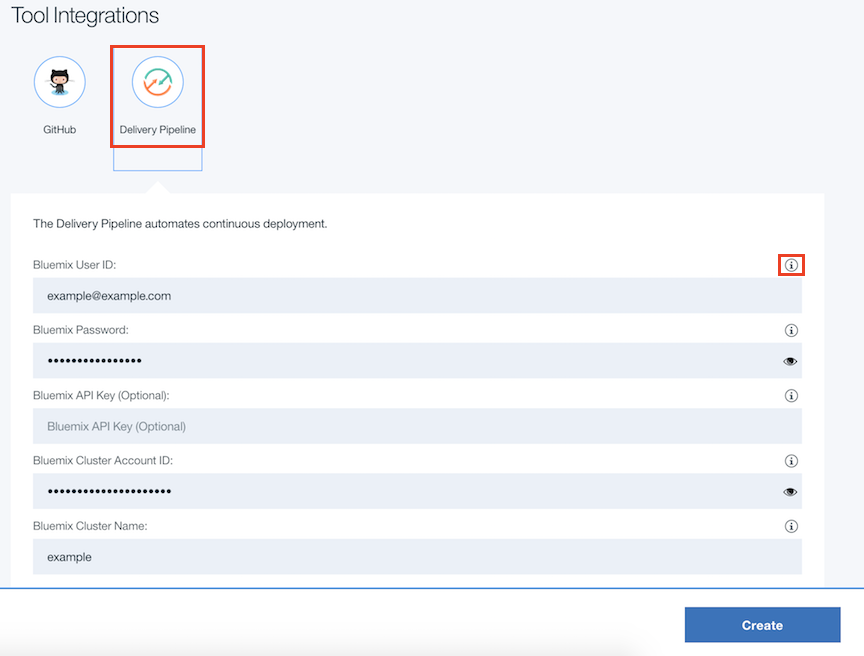 Tool Integrations
GitHub
Delivery Pipeline
The Delivery Pipeline automates continuous deployment.
Bluemix User ID:
example@example.com
Bluemix Password:
••••••••••••••••
Bluemix API Key (Optional):
Bluemix API Key (Optional)
Bluemix Cluster Account ID:
•••••••••••••••••••••
Bluemix Cluster Name:
example
Create